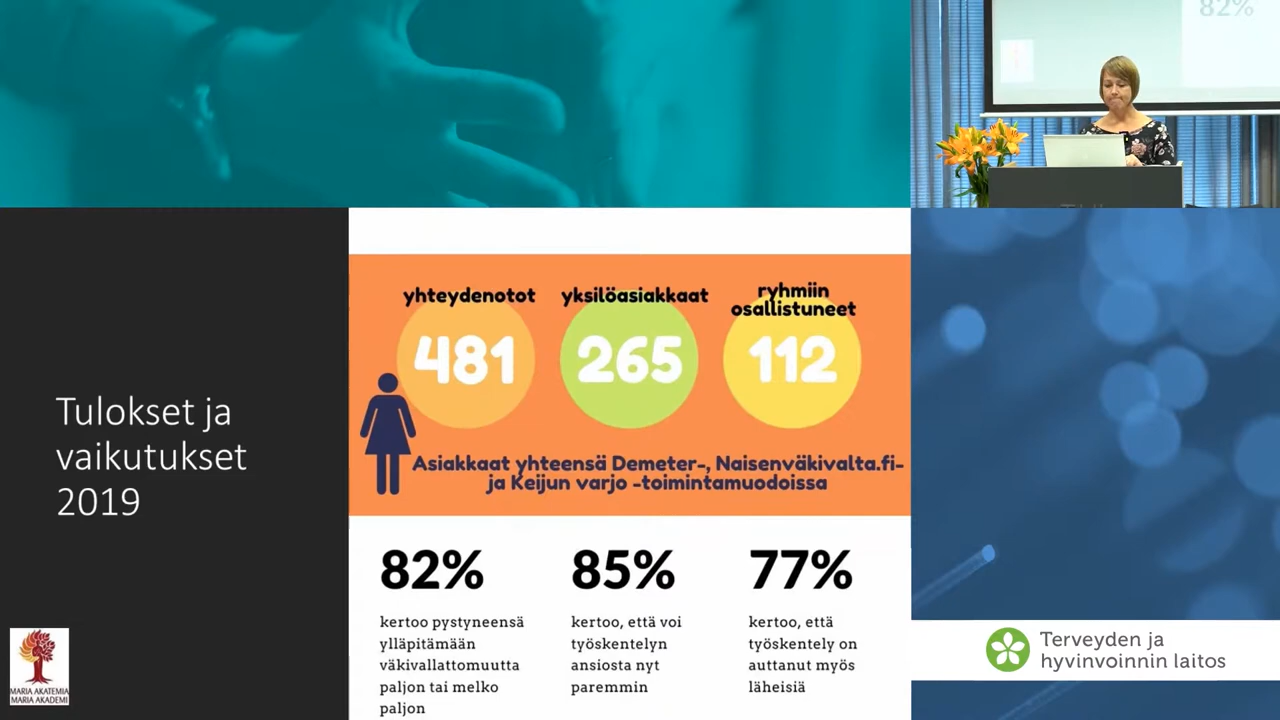 82%
Tulokset ja
vaikutukset
2019
yhteydenotot
481
yksilöasiakkaat
265
ryhmiin
osallistuneet
112
Asiakkaat yhteensä Demeter-, Naisenväkivalta.fi-
ja Keijun varjo -toimintamuodoissa
82%
kertoo pystyneensä
ylläpitämään
väkivallattomuutta
paljon tai melko
paljon
85%
kertoo, että voi
työskentelyn
ansiosta nyt
paremmin
77%
kertoo, että
työskentely on
auttanut myös
läheisiä
MARIA AKATEMIA
MARIA AKADEMI
Terveyden ja
hyvinvoinnin laitos